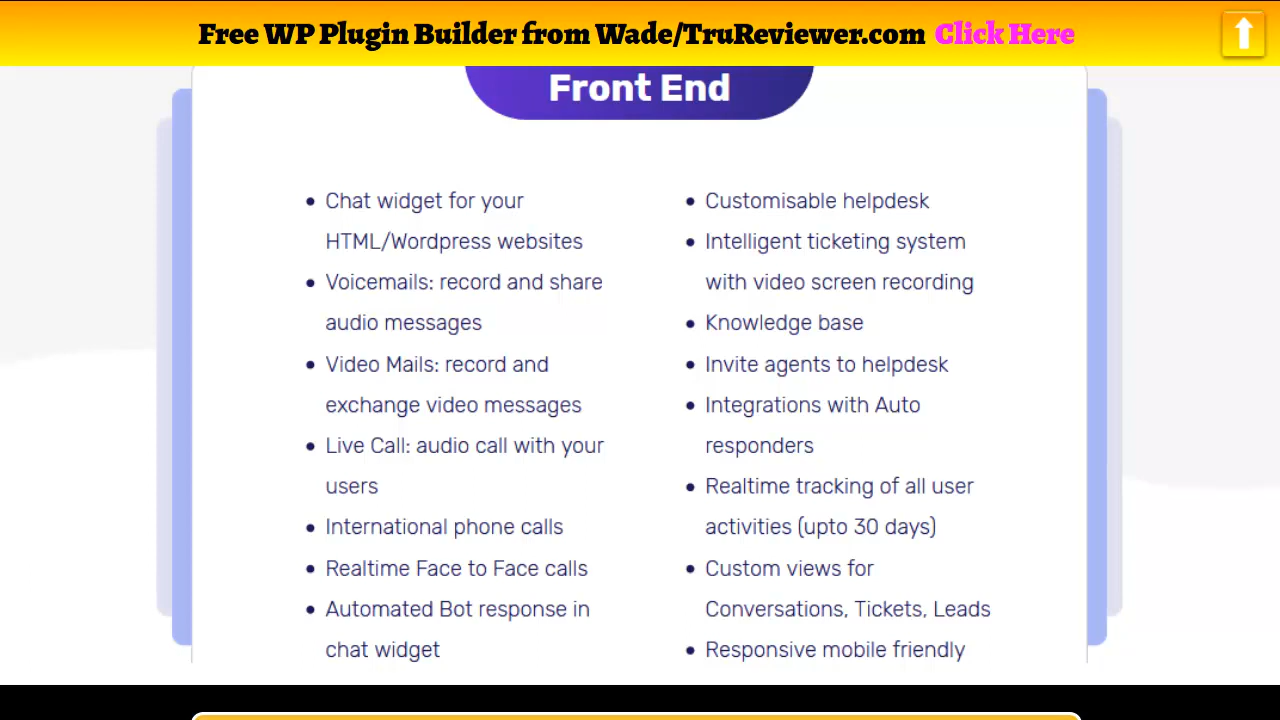 Free WP Plugin Builder from Wade/TruReviewer.com Click Here
Front End
Chat widget for your
HTML/Wordpress websites
Voicemails: record and share
audio messages
Video Mails: record and
exchange video messages
Live Call: audio call with your
users
International phone calls
Realtime Face to Face calls
Automated Bot response in
chat widget
Customisable helpdesk
Intelligent ticketing system
with video screen recording
Knowledge base
Invite agents to helpdesk
Integrations with Auto
responders
Realtime tracking of all user
activities (upto 30 days)
Custom views for
Conversations, Tickets, Leads
Responsive mobile friendly